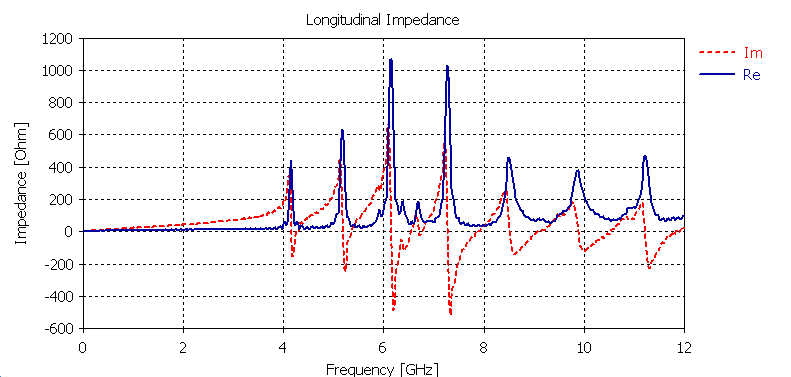 Longitudinal Impedance
1200
1000
800
600
400
200
0
-200
-400
-600
Impedance [Ohm]
0 2 4 6 8 10 12
Frequency [GHz]
Im
Re